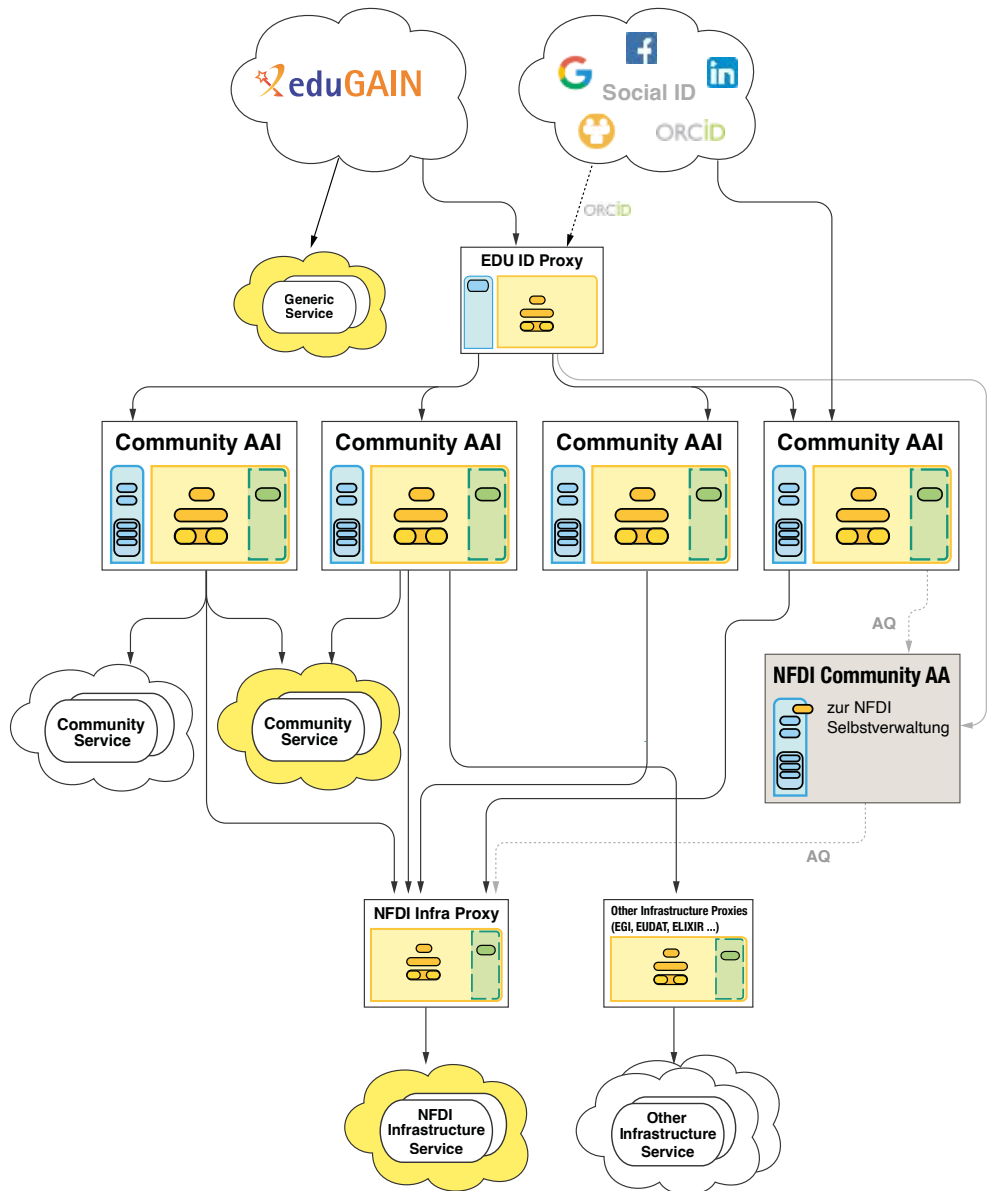 eduGAIN
Social ID
ORCID
ORCID
EDU ID Proxy
Generic
Service
Community AAI
Community AAI
Community AAI
Community AAI
AQ
NFDI Community AA
zur NFDI
Selbstverwaltung
Community
Service
Community
Service
AQ
NFDI Infra Proxy
Other Infrastructure Proxies
(EGI, EUDAT, ELIXIR ...)
NFDI
Infrastructure
Service
Other
Infrastructure
Service